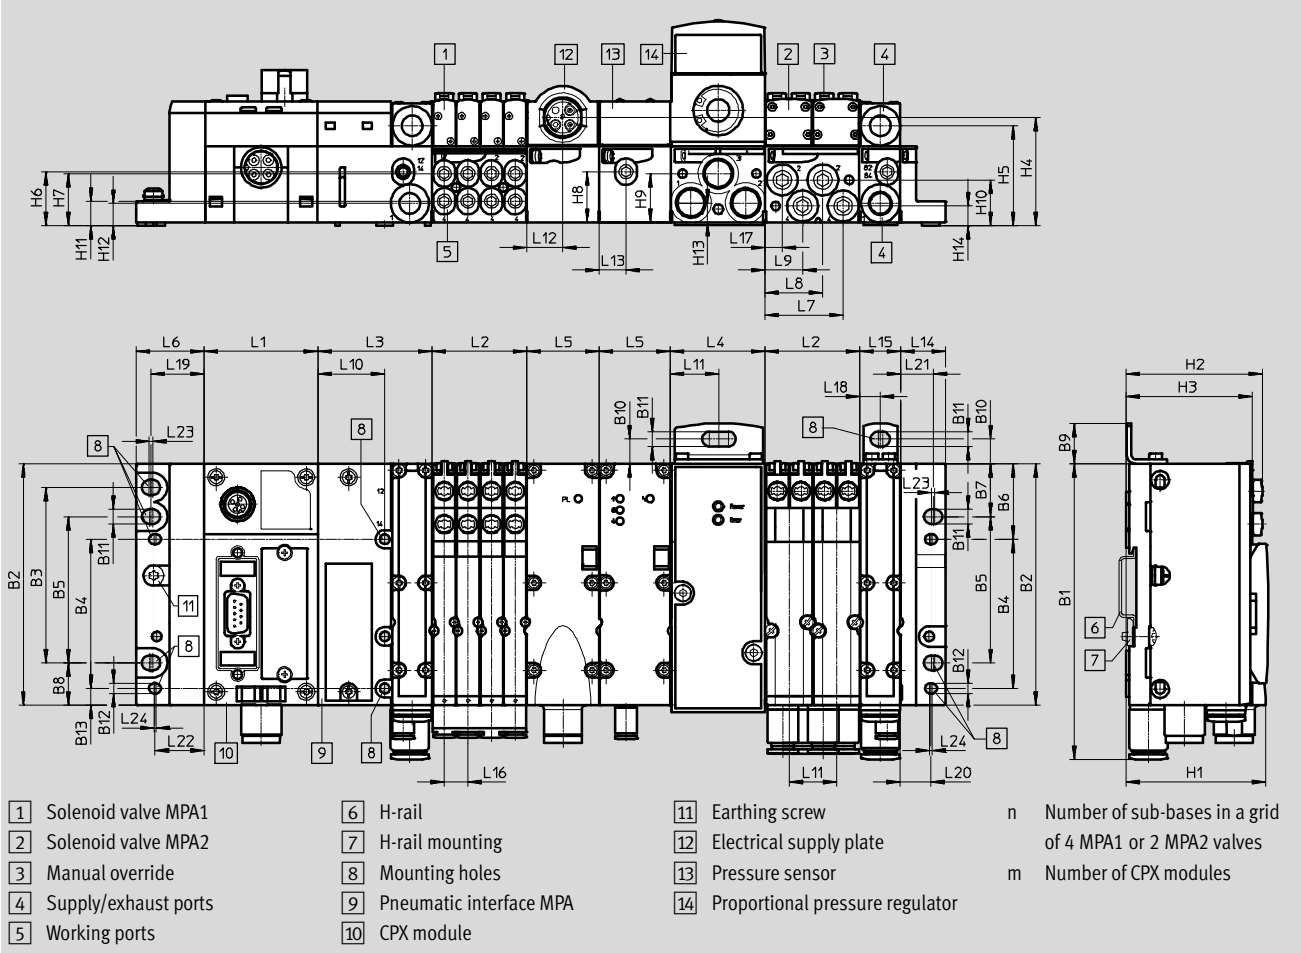 1 12 13 14 2 3 4
H6 H7 H11 H12 H8 H9 H13 H10 H14 H5 H4
5 L12 L13 L17 L9 L8 L7 4
L6 L1 L3 L2 L5 L5 L4 L2 L15 L14
L19 L10 L11 L18 L21
H2
H3
L23 8 8 B10 B11 8 B11 B10
B9
B2 B3 B5 B4 B11 B8 B12 B13
12
14
PL
L23 B7 B6 B11 B5 B4 B2 B12
B1
11 6
8 7
L24 L22 10 9 8 L16 L11 L24 L20 8 H1
1 Solenoid valve MPA1
2 Solenoid valve MPA2
3 Manual override
4 Supply/exhaust ports
5 Working ports
6 H-rail
7 H-rail mounting
8 Mounting holes
9 Pneumatic interface MPA
10 CPX module
11 Earthing screw
12 Electrical supply plate
13 Pressure sensor
14 Proportional pressure regulator
n Number of sub-bases in a grid
of 4 MPA1 or 2 MPA2 valves
m Number of CPX modules